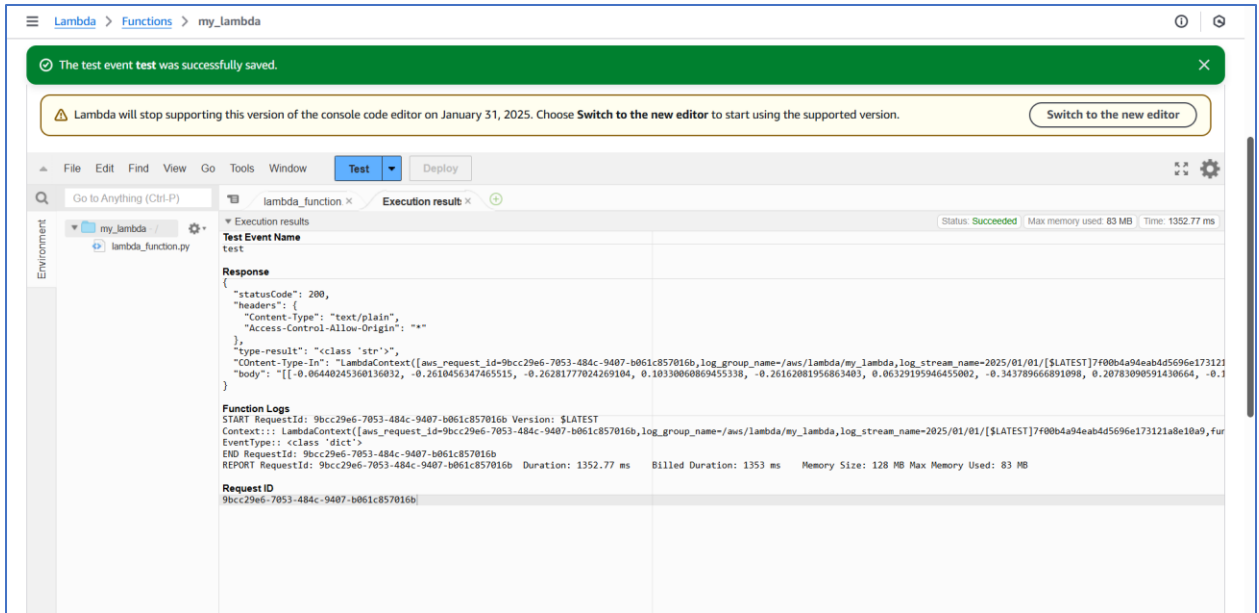 Lambda > Functions > my_lambda
The test event test was successfully saved.
Lambda will stop supporting this version of the console code editor on January 31, 2025. Choose Switch to the new editor to start using the supported version.
Switch to the new editor
File Edit Find View Go Tools Window Test Deploy
Go to Anything (Ctrl-P)
lambda_function × Execution result ×
Environment
my_lambda - /
lambda_function.py
Execution results
Status: Succeeded Max memory used: 83 MB Time: 1352.77 ms
Test Event Name
test
Response
{
"statusCode": 200,
"headers": {
"Content-Type": "text/plain",
"Access-Control-Allow-Origin": "*"
},
"type-result": "<class 'str'>",
"COntent-Type-In": "LambdaContext([aws_request_id=9bcc29e6-7053-484c-9407-b061c857016b,log_group_name=/aws/lambda/my_lambda,log_stream_name=2025/01/01/[$LATEST]7f00b4a94eab4d5696e173121
"body": "[[-0.06440245360136032, -0.2610456347465515, -0.26281777024269104, 0.10330060869455338, -0.26162081956863403, 0.06329195946455002, -0.343789666891098, 0.20783090591430664, -0.1
}
Function Logs
START RequestId: 9bcc29e6-7053-484c-9407-b061c857016b Version: $LATEST
Context::: LambdaContext([aws_request_id=9bcc29e6-7053-484c-9407-b061c857016b,log_group_name=/aws/lambda/my_lambda,log_stream_name=2025/01/01/[$LATEST]7f00b4a94eab4d5696e173121a8e10a9,fur
EventType:: <class 'dict'>
END RequestId: 9bcc29e6-7053-484c-9407-b061c857016b
REPORT RequestId: 9bcc29e6-7053-484c-9407-b061c857016b Duration: 1352.77 ms Billed Duration: 1353 ms Memory Size: 128 MB Max Memory Used: 83 MB
Request ID
9bcc29e6-7053-484c-9407-b061c857016b